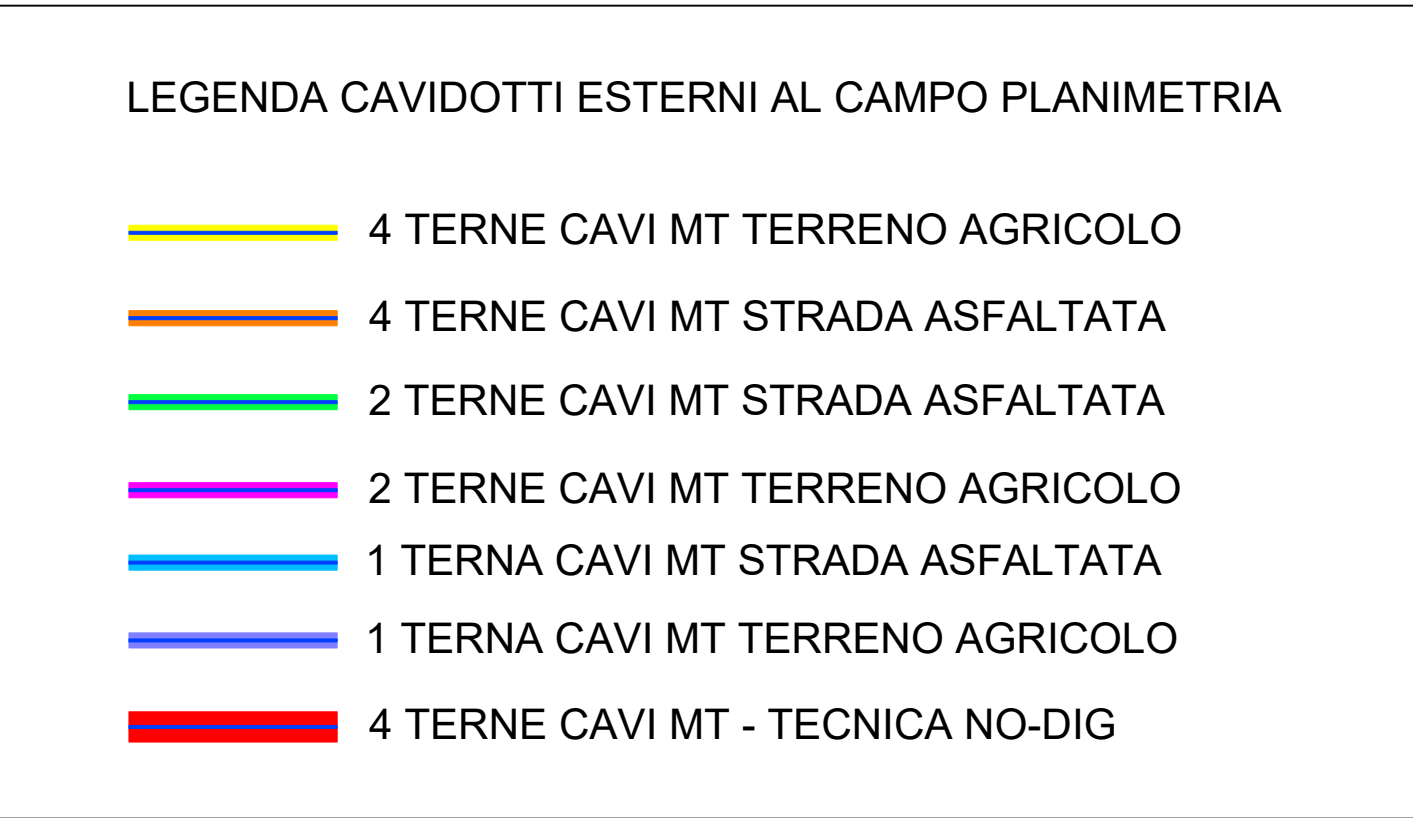 LEGENDA CAVIDOTTI ESTERNI AL CAMPO PLANIMETRIA
4 TERNE CAVI MT TERRENO AGRICOLO
4 TERNE CAVI MT STRADA ASFALTATA
2 TERNE CAVI MT STRADA ASFALTATA
2 TERNE CAVI MT TERRENO AGRICOLO
1 TERNA CAVI MT STRADA ASFALTATA
1 TERNA CAVI MT TERRENO AGRICOLO
4 TERNE CAVI MT - TECNICA NO-DIG